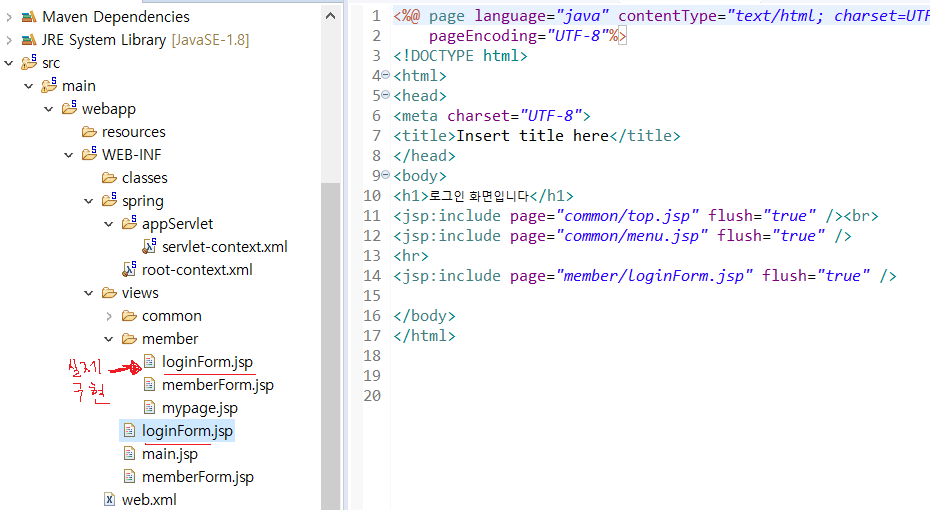 Maven Dependencies
JRE System Library [JavaSE-1.8]
src
main
webapp
resources
WEB-INF
classes
spring
appServlet
servlet-context.xml
root-context.xml
views
common
member
loginForm.jsp
실제
구현
memberForm.jsp
mypage.jsp
loginForm.jsp
main.jsp
memberForm.jsp
web.xml
1 <%@ page language="java" contentType="text/html; charset=UTF
2 pageEncoding="UTF-8"%>
3 <!DOCTYPE html>
4 <html>
5 <head>
6 <meta charset="UTF-8">
7 <title>Insert title here</title>
8 </head>
9 <body>
10 <h1>로그인 화면입니다</h1>
11 <jsp:include page="common/top.jsp" flush="true" /><br>
12 <jsp:include page="common/menu.jsp" flush="true" />
13 <hr>
14 <jsp:include page="member/loginForm.jsp" flush="true" />
15
16 </body>
17 </html>
18
19
20